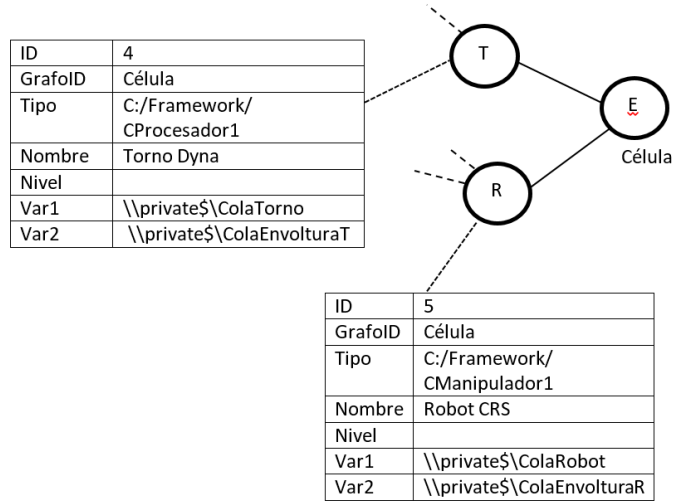 ID 4
GrafoID Célula
Tipo C:/Framework/
CProcesador1
Nombre Torno Dyna
Nivel
Var1 \\private$\ColaTorno
Var2 \\private$\ColaEnvolturaT
T
E
Célula
R
ID 5
GrafoID Célula
Tipo C:/Framework/
CManipulador1
Nombre Robot CRS
Nivel
Var1 \\private$\ColaRobot
Var2 \\private$\ColaEnvolturaR